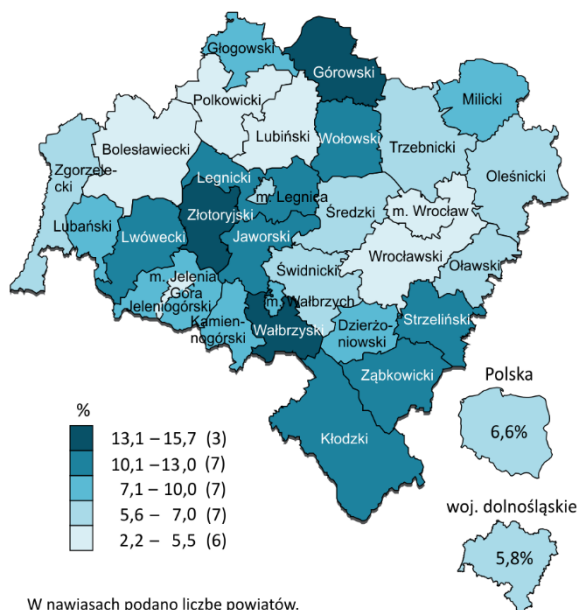 Głogowski
Górowski
Polkowicki
Milicki
Lubiński
Wołowski
Trzebnicki
Bolesławiecki
Zgorzele-
cki
Legnicki
Oleśnicki
m. Legnica
Złotoryjski
Średzki
m. Wrocław
Lubański
Lwówecki
Jaworski
Wrocławski
Oławski
m. Jelenia
Góra
Świdnicki
Jeleniogórski
m. Wałbrzych
Kamien-
nogórski
Wałbrzyski
Dzierżo-
niowski
Strzeliński
Ząbkowicki
Kłodzki
Polska
6,6%
woj. dolnośląskie
5,8%
%
13,1 – 15,7 (3)
10,1 – 13,0 (7)
7,1 – 10,0 (7)
5,6 – 7,0 (7)
2,2 – 5,5 (6)
W nawiasach podano liczbę powiatów.